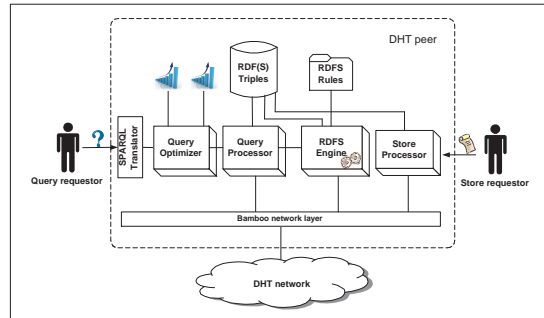 DHT peer
RDF(S)
Triples
RDFS
Rules
?
SPARQL
Translator
Query
Optimizer
Query
Processor
RDFS
Engine
Store
Processor
Query requestor
Store requestor
Bamboo network layer
DHT network